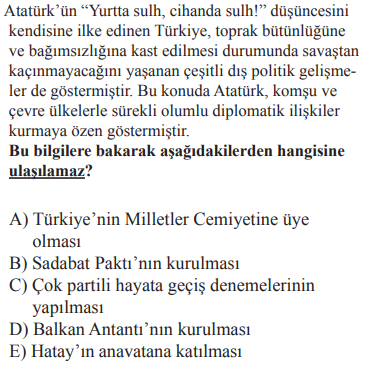 Atatürk’ün “Yurtta sulh, cihanda sulh!” düşüncesini
kendisine ilke edinen Türkiye, toprak bütünlüğüne
ve bağımsızlığına kast edilmesi durumunda savaştan
kaçınmayacağını yaşanan çeşitli dış politik gelişme-
ler de göstermiştir. Bu konuda Atatürk, komşu ve
çevre ülkelerle sürekli olumlu diplomatik ilişkiler
kurmaya özen göstermiştir.
Bu bilgilere bakarak aşağıdakilerden hangisine
ulaşılamaz?
A) Türkiye’nin Milletler Cemiyetine üye
olması
B) Sadabat Paktı’nın kurulması
C) Çok partili hayata geçiş denemelerinin
yapılması
D) Balkan Antantı’nın kurulması
E) Hatay’ın anavatana katılması